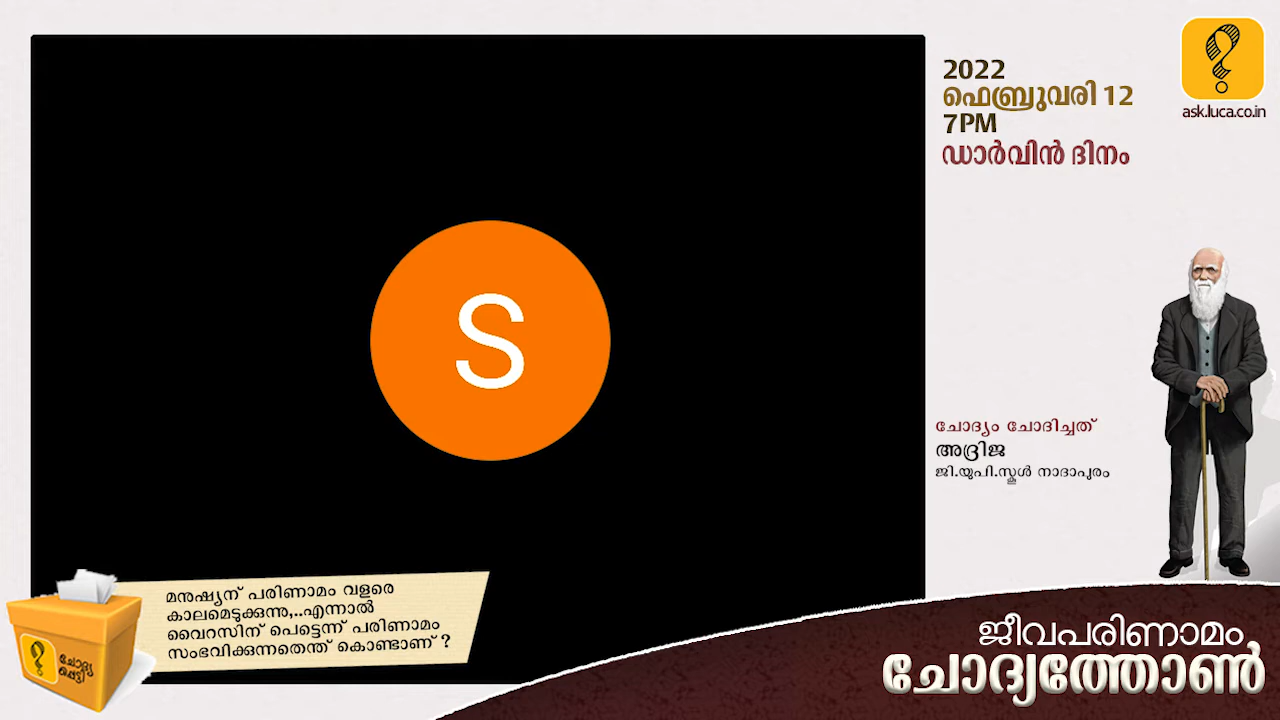 2022
ഫെബ്രുവരി 12
7PM
ഡാർവിൻ ദിനം
ask.luca.co.in
S
ചോദ്യം ചോദിച്ചത്
അദ്രിജ
ജി.യു.പി.സ്കൂൾ നാദാപുരം
മനുഷ്യന് പരിണാമം വളരെ
കാലമെടുക്കുന്നു,..എന്നാൽ
വൈറസിന് പെട്ടെന്ന് പരിണാമം
സംഭവിക്കുന്നതെന്ത് കൊണ്ടാണ് ?
ചോദ്യ
പ്പെട്ടി
ജീവപരിണാമം
ചോദ്യത്തോൺ